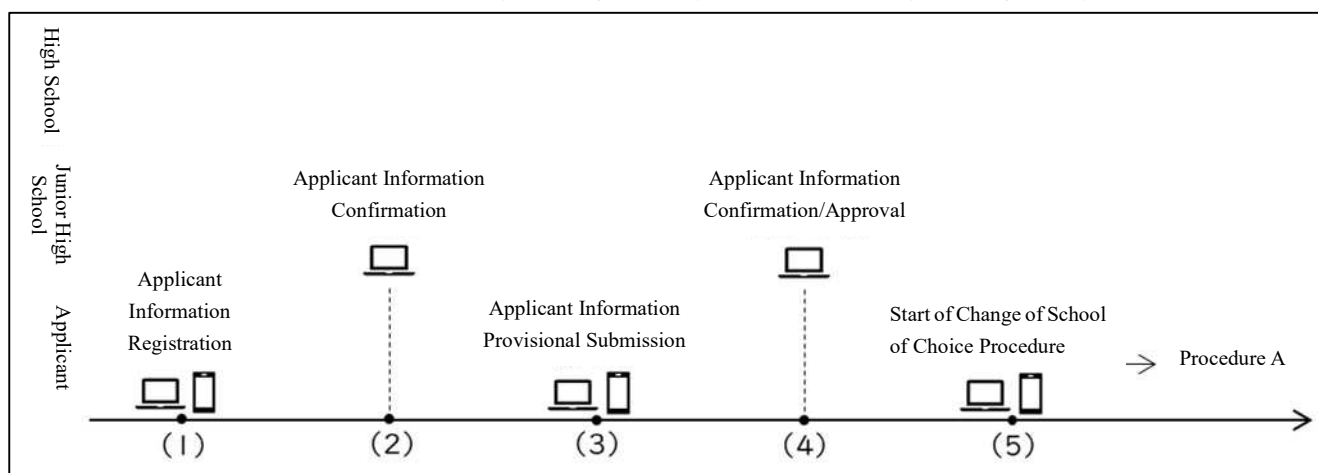 High School
Junior High
School
Applicant
Applicant
Information
Registration
(1)
Applicant Information
Confirmation
(2)
Applicant Information
Provisional Submission
(3)
Applicant Information
Confirmation/Approval
(4)
Start of Change of School
of Choice Procedure
(5)
→ Procedure A